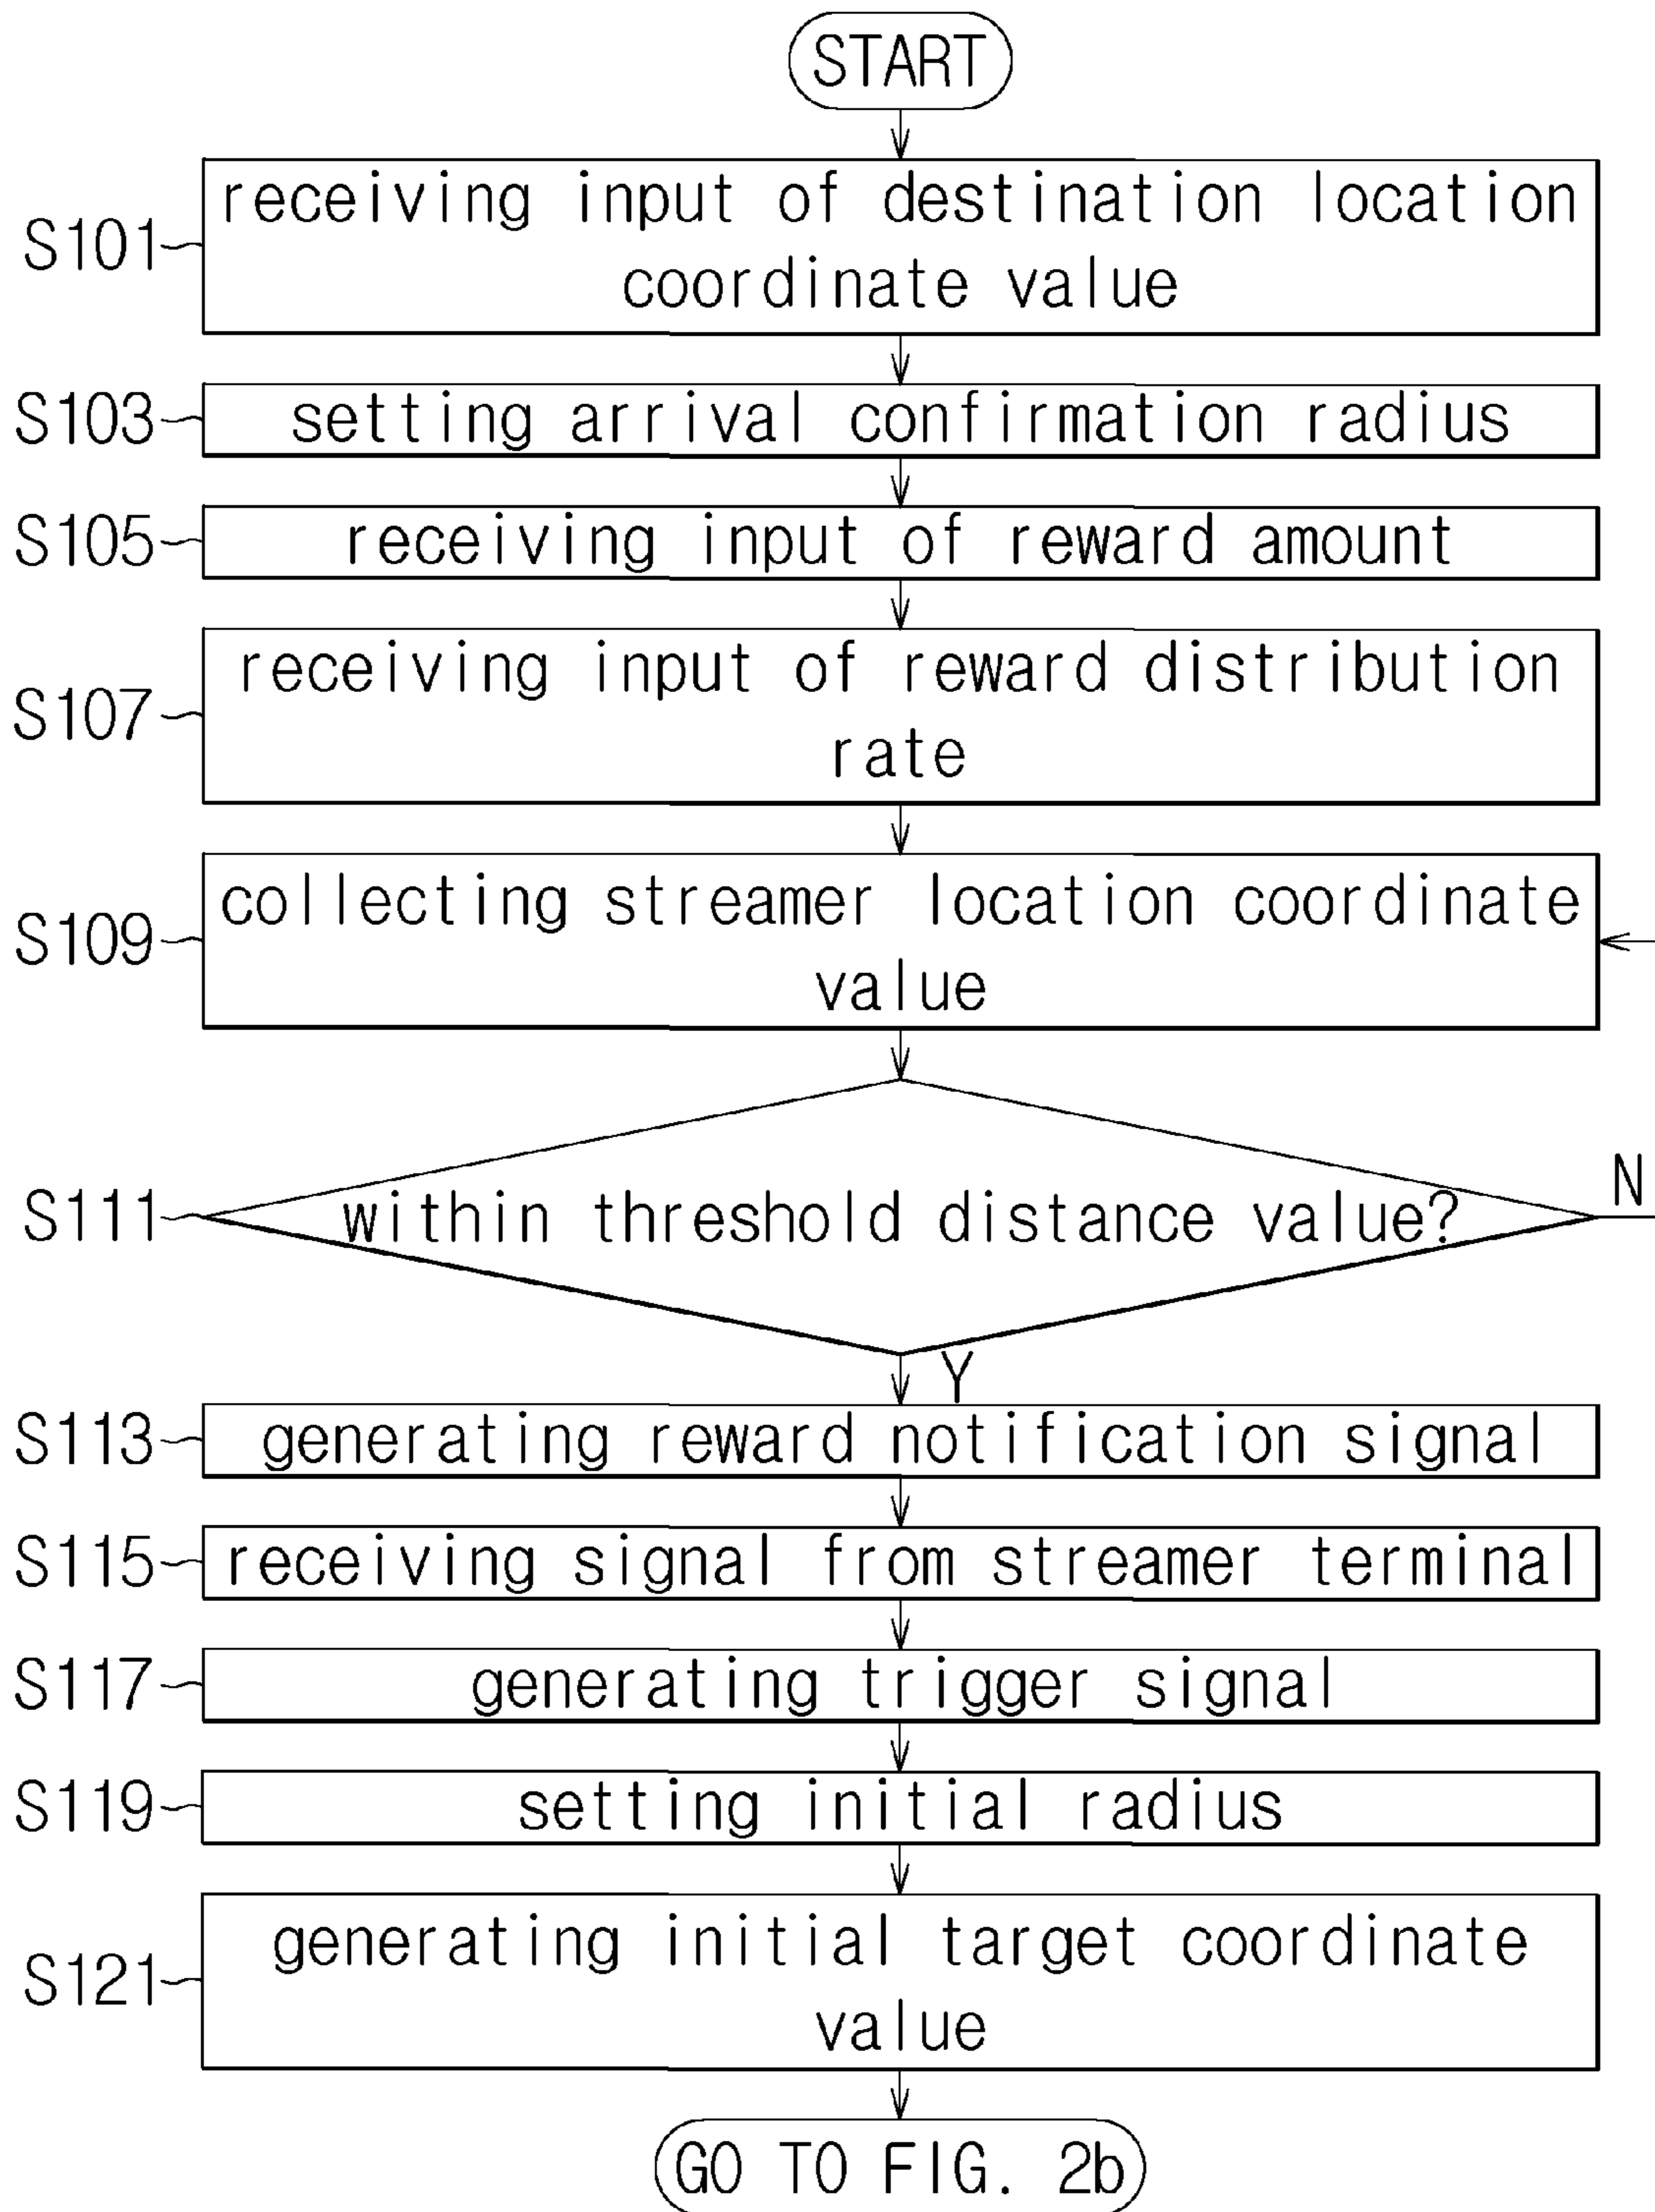 START
S101
receiving input of destination location
coordinate value
S103
setting arrival confirmation radius
S105
receiving input of reward amount
S107
receiving input of reward distribution
rate
S109
collecting streamer location coordinate
value
S111
within threshold distance value?
N
Y
S113
generating reward notification signal
S115
receiving signal from streamer terminal
S117
generating trigger signal
S119
setting initial radius
S121
generating initial target coordinate
value
GO TO FIG. 2b